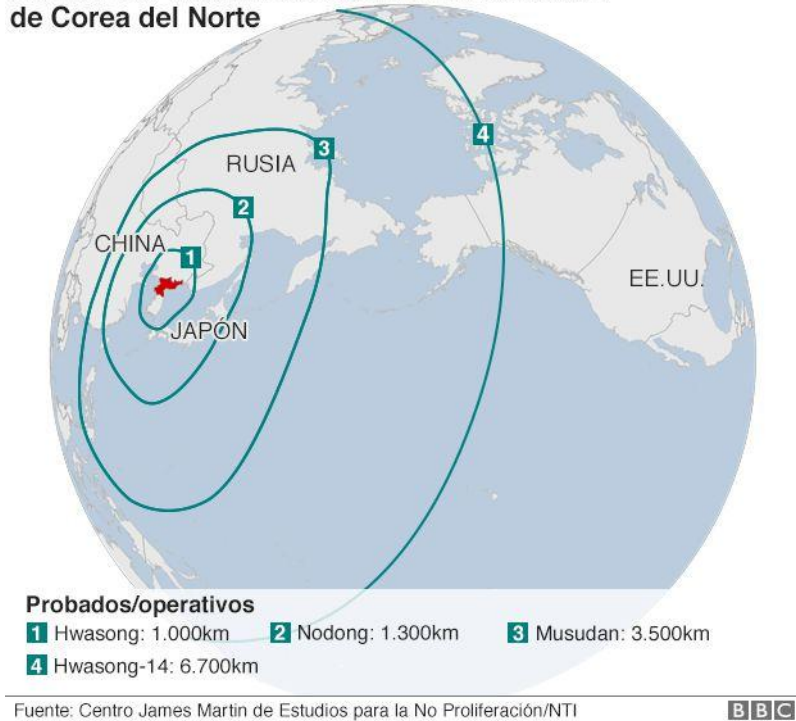 de Corea del Norte
RUSIA
3
4
2
CHINA
1
EE.UU.
JAPÓN
Probados/operativos
1 Hwasong: 1.000km 2 Nodong: 1.300km 3 Musudan: 3.500km
4 Hwasong-14: 6.700km
Fuente: Centro James Martin de Estudios para la No Proliferación/NTI BBC